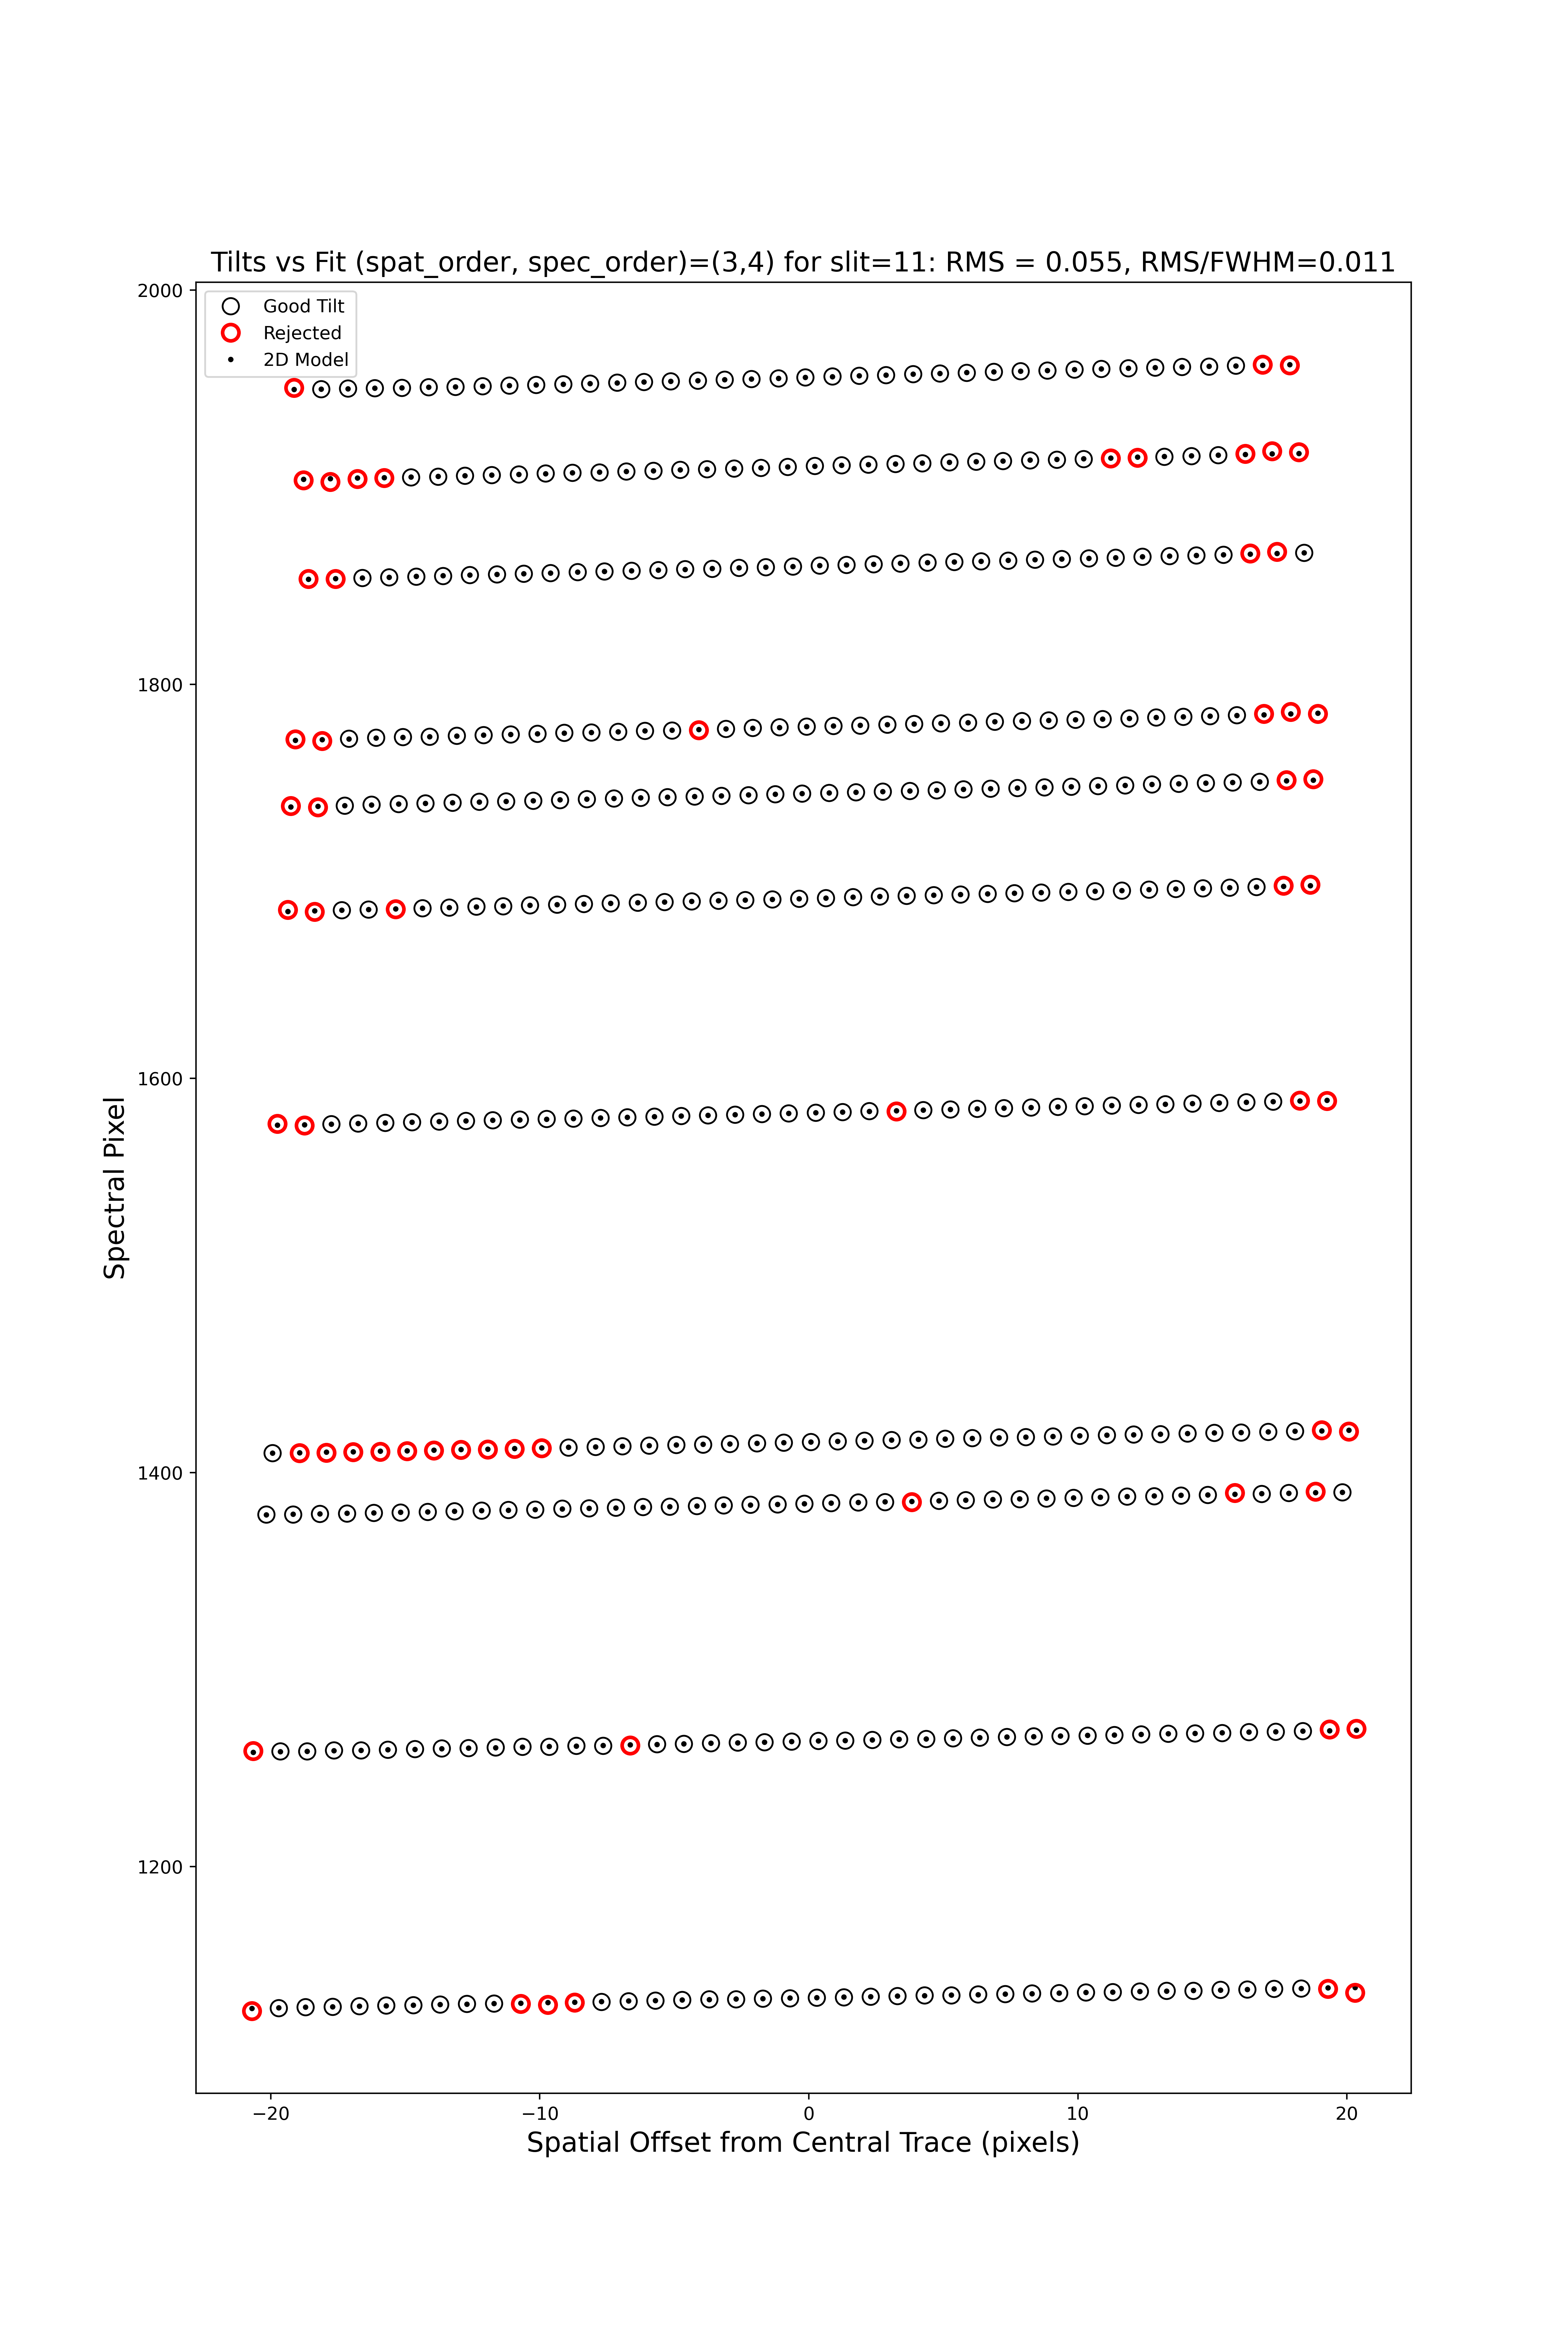 Tilts vs Fit (spat_order, spec_order)=(3,4) for slit=11: RMS = 0.055, RMS/FWHM=0.011
Good Tilt
Rejected
2D Model
2000
1800
1600
1400
1200
Spectral Pixel
−20 −10 0 10 20
Spatial Offset from Central Trace (pixels)